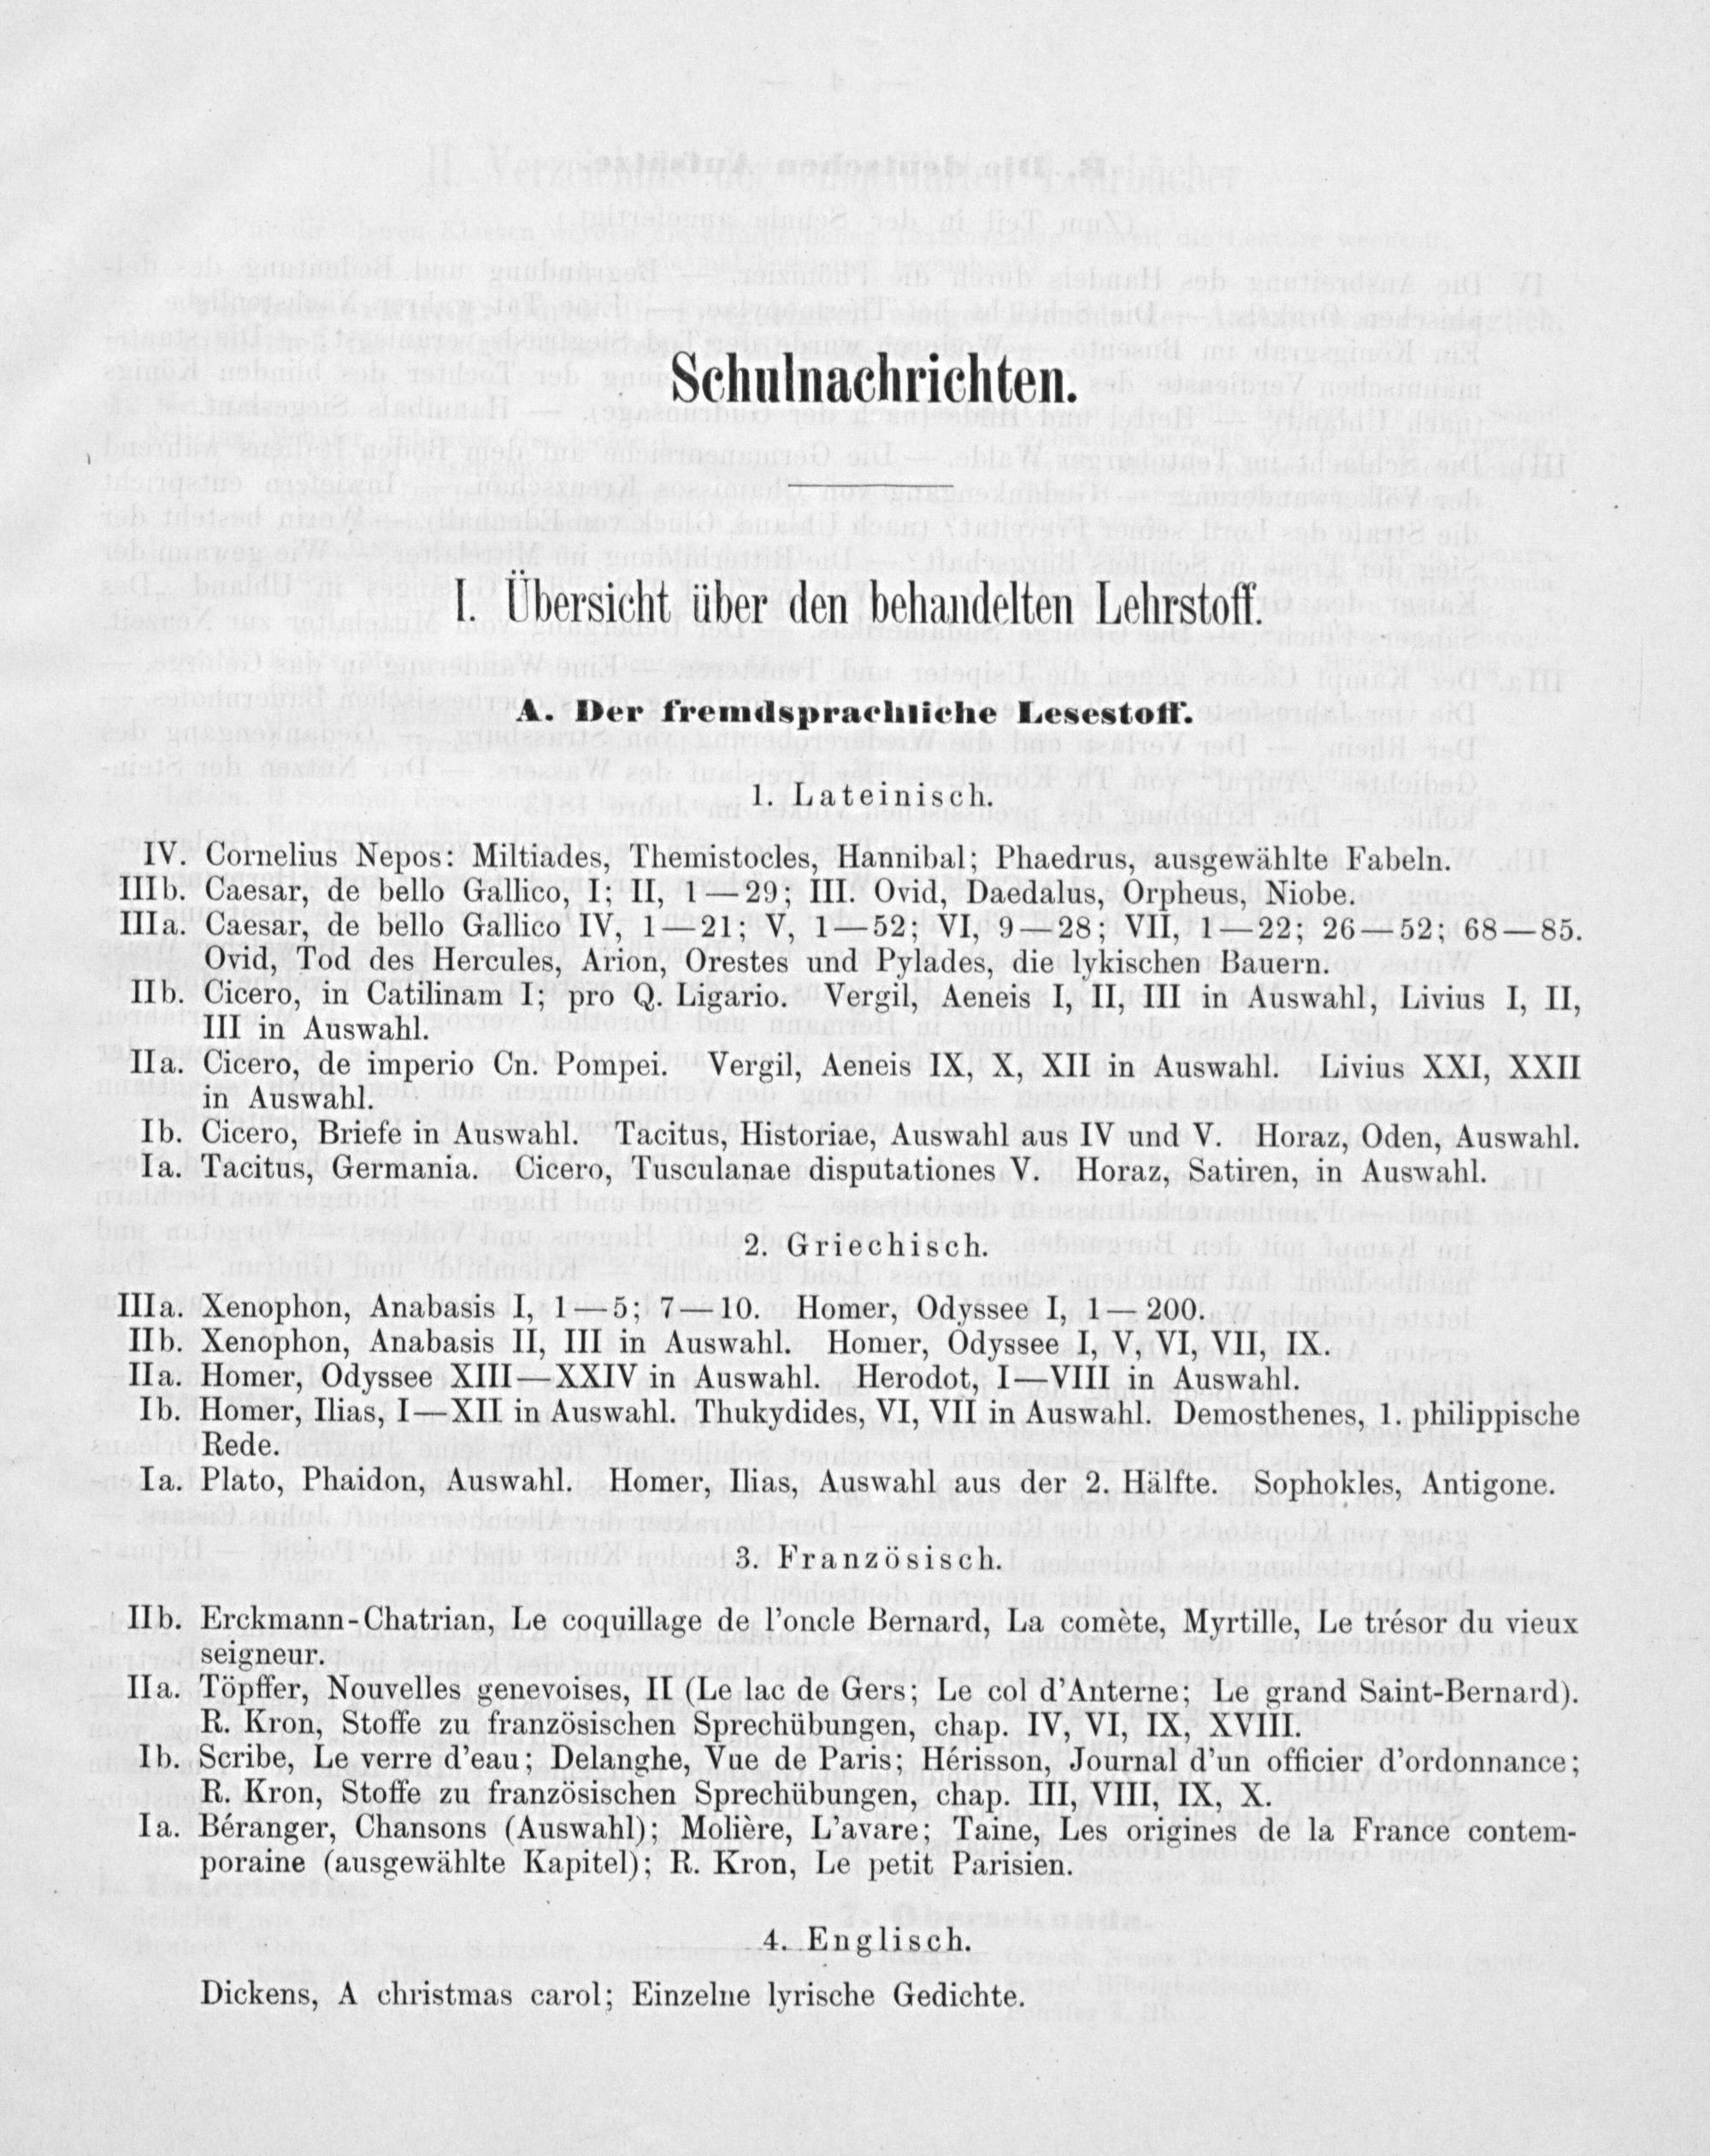 Schulnachrichten.
I. Übersicht über den behandelten Lehrstoff.
A. Der fremdsprachliche Lesestoff.
1. Lateinisch.
IV. Cornelius Nepos: Miltiades, Themistocles, Hannibal; Phaedrus, ausgewählte Fabeln.
IIIb. Caesar, de bello Gallico, I; II, 1—29; III. Ovid, Daedalus, Orpheus, Niobe.
IIIa. Caesar, de bello Gallico IV, 1—21; V, 1—52; VI, 9—28; VII, 1—22; 26—52; 68—85.
Ovid, Tod des Hercules, Arion, Orestes und Pylades, die lykischen Bauern.
IIb. Cicero, in Catilinam I; pro Q. Ligario. Vergil, Aeneis I, II, III in Auswahl, Livius I, II,
III in Auswahl.
IIa. Cicero, de imperio Cn. Pompei. Vergil, Aeneis IX, X, XII in Auswahl. Livius XXI, XXII
in Auswahl.
Ib. Cicero, Briefe in Auswahl. Tacitus, Historiae, Auswahl aus IV und V. Horaz, Oden, Auswahl.
Ia. Tacitus, Germania. Cicero, Tusculanae disputationes V. Horaz, Satiren, in Auswahl.
2. Griechisch.
IIIa. Xenophon, Anabasis I, 1—5; 7—10. Homer, Odyssee I, 1—200.
IIb. Xenophon, Anabasis II, III in Auswahl. Homer, Odyssee I, V, VI, VII, IX.
IIa. Homer, Odyssee XIII—XXIV in Auswahl. Herodot, I—VIII in Auswahl.
Ib. Homer, Ilias, I—XII in Auswahl. Thukydides, VI, VII in Auswahl. Demosthenes, 1. philippische
Rede.
Ia. Plato, Phaidon, Auswahl. Homer, Ilias, Auswahl aus der 2. Hälfte. Sophokles, Antigone.
3. Französisch.
IIb. Erckmann-Chatrian, Le coquillage de l'oncle Bernard, La comète, Myrtille, Le trésor du vieux
seigneur.
IIa. Töpffer, Nouvelles genevoises, II (Le lac de Gers; Le col d'Anterne; Le grand Saint-Bernard).
R. Kron, Stoffe zu französischen Sprechübungen, chap. IV, VI, IX, XVIII.
Ib. Scribe, Le verre d'eau; Delanghe, Vue de Paris; Hérisson, Journal d'un officier d'ordonnance;
R. Kron, Stoffe zu französischen Sprechübungen, chap. III, VIII, IX, X.
Ia. Béranger, Chansons (Auswahl); Molière, L'avare; Taine, Les origines de la France contem-
poraine (ausgewählte Kapitel); R. Kron, Le petit Parisien.
4. Englisch.
Dickens, A christmas carol; Einzelne lyrische Gedichte.